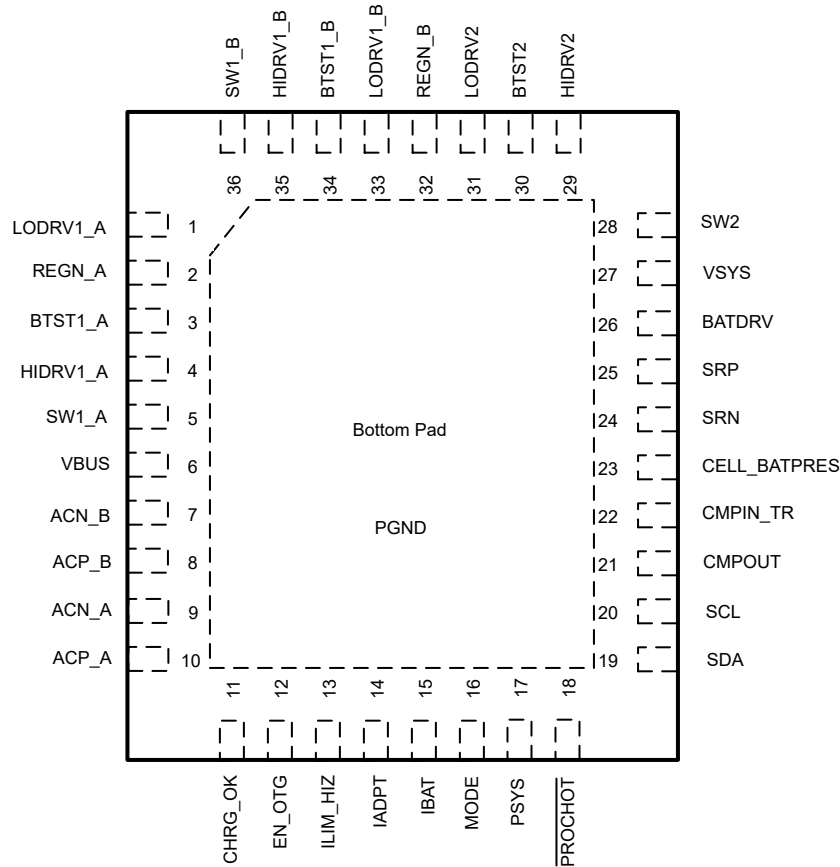 SW1_B
HIDRV1_B
BTST1_B
LODRV1_B
REGN_B
LODRV2
BTST2
HIDRV2
36
35
34
33
32
31
30
29
LODRV1_A 1
REGN_A 2
BTST1_A 3
HIDRV1_A 4
SW1_A 5
VBUS 6
ACN_B 7
ACP_B 8
ACN_A 9
ACP_A 10
Bottom Pad
PGND
28 SW2
27 VSYS
26 BATDRV
25 SRP
24 SRN
23 CELL_BATPRES
22 CMPIN_TR
21 CMPOUT
20 SCL
19 SDA
11
12
13
14
15
16
17
18
CHRG_OK
EN_OTG
ILIM_HIZ
IADPT
IBAT
MODE
PSYS
PROCHOT